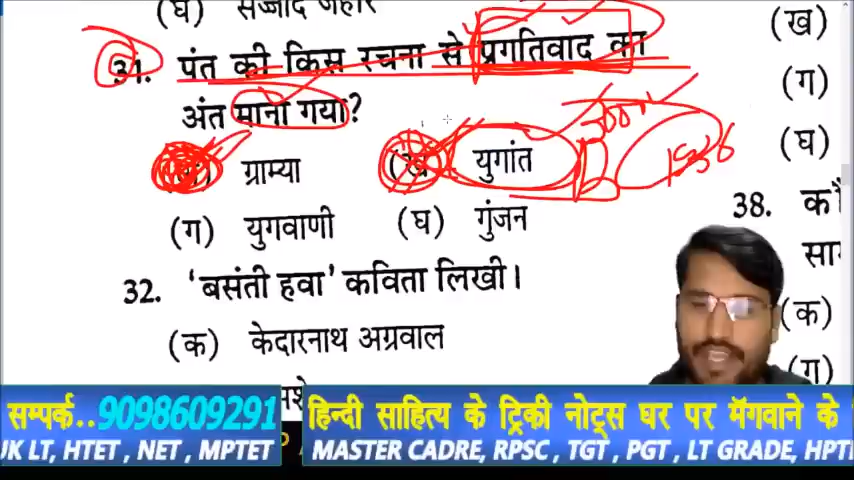 (घ) सज्जाद जहीर
31. पंत की किस रचना से प्रगतिवाद का
अंत माना गया?
ग्राम्या
(ख) युगांत
1936
(ग) युगवाणी
(घ) गुंजन
32. 'बसंती हवा' कविता लिखी।
(क) केदारनाथ अग्रवाल
(ख)
(ग)
(घ)
38.
(क)
(ग)
सम्पर्क..9098609291
JK LT, HTET , NET , MPTET
हिन्दी साहित्य के ट्रिकी नोट्स घर पर मॅगवाने के
MASTER CADRE, RPSC , TGT , PGT , LT GRADE, HPT